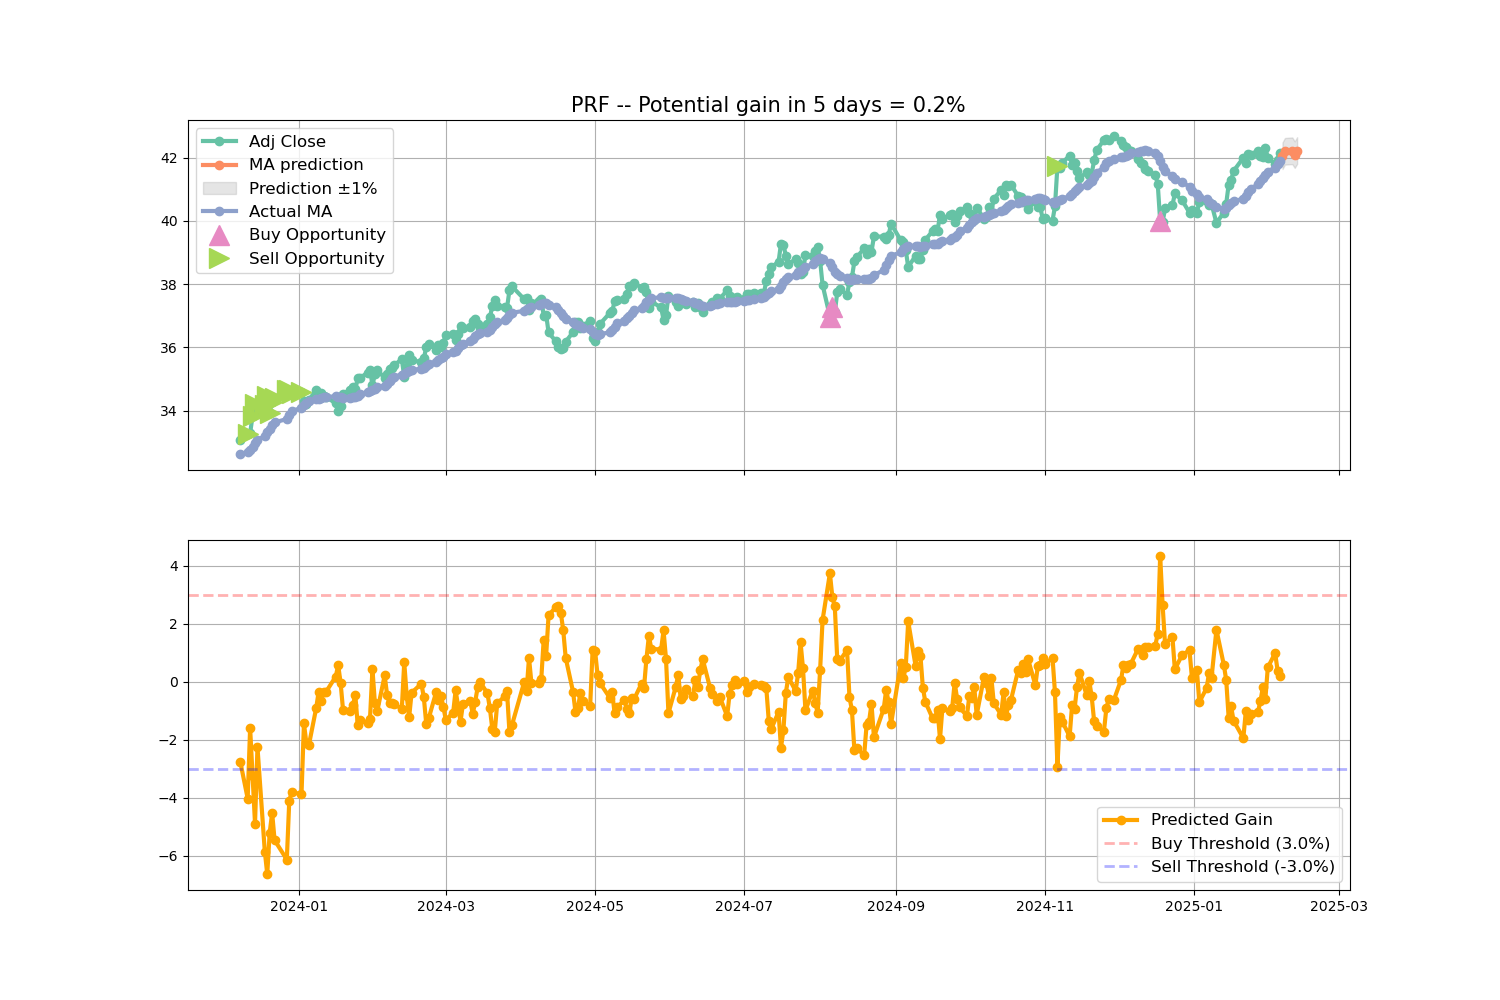 PRF -- Potential gain in 5 days = 0.2%
Adj Close
MA prediction
Prediction ±1%
Actual MA
Buy Opportunity
Sell Opportunity
42
40
38
36
34
4
2
0
−2
−4
−6
Predicted Gain
Buy Threshold (3.0%)
Sell Threshold (-3.0%)
2024-01 2024-03 2024-05 2024-07 2024-09 2024-11 2025-01 2025-03